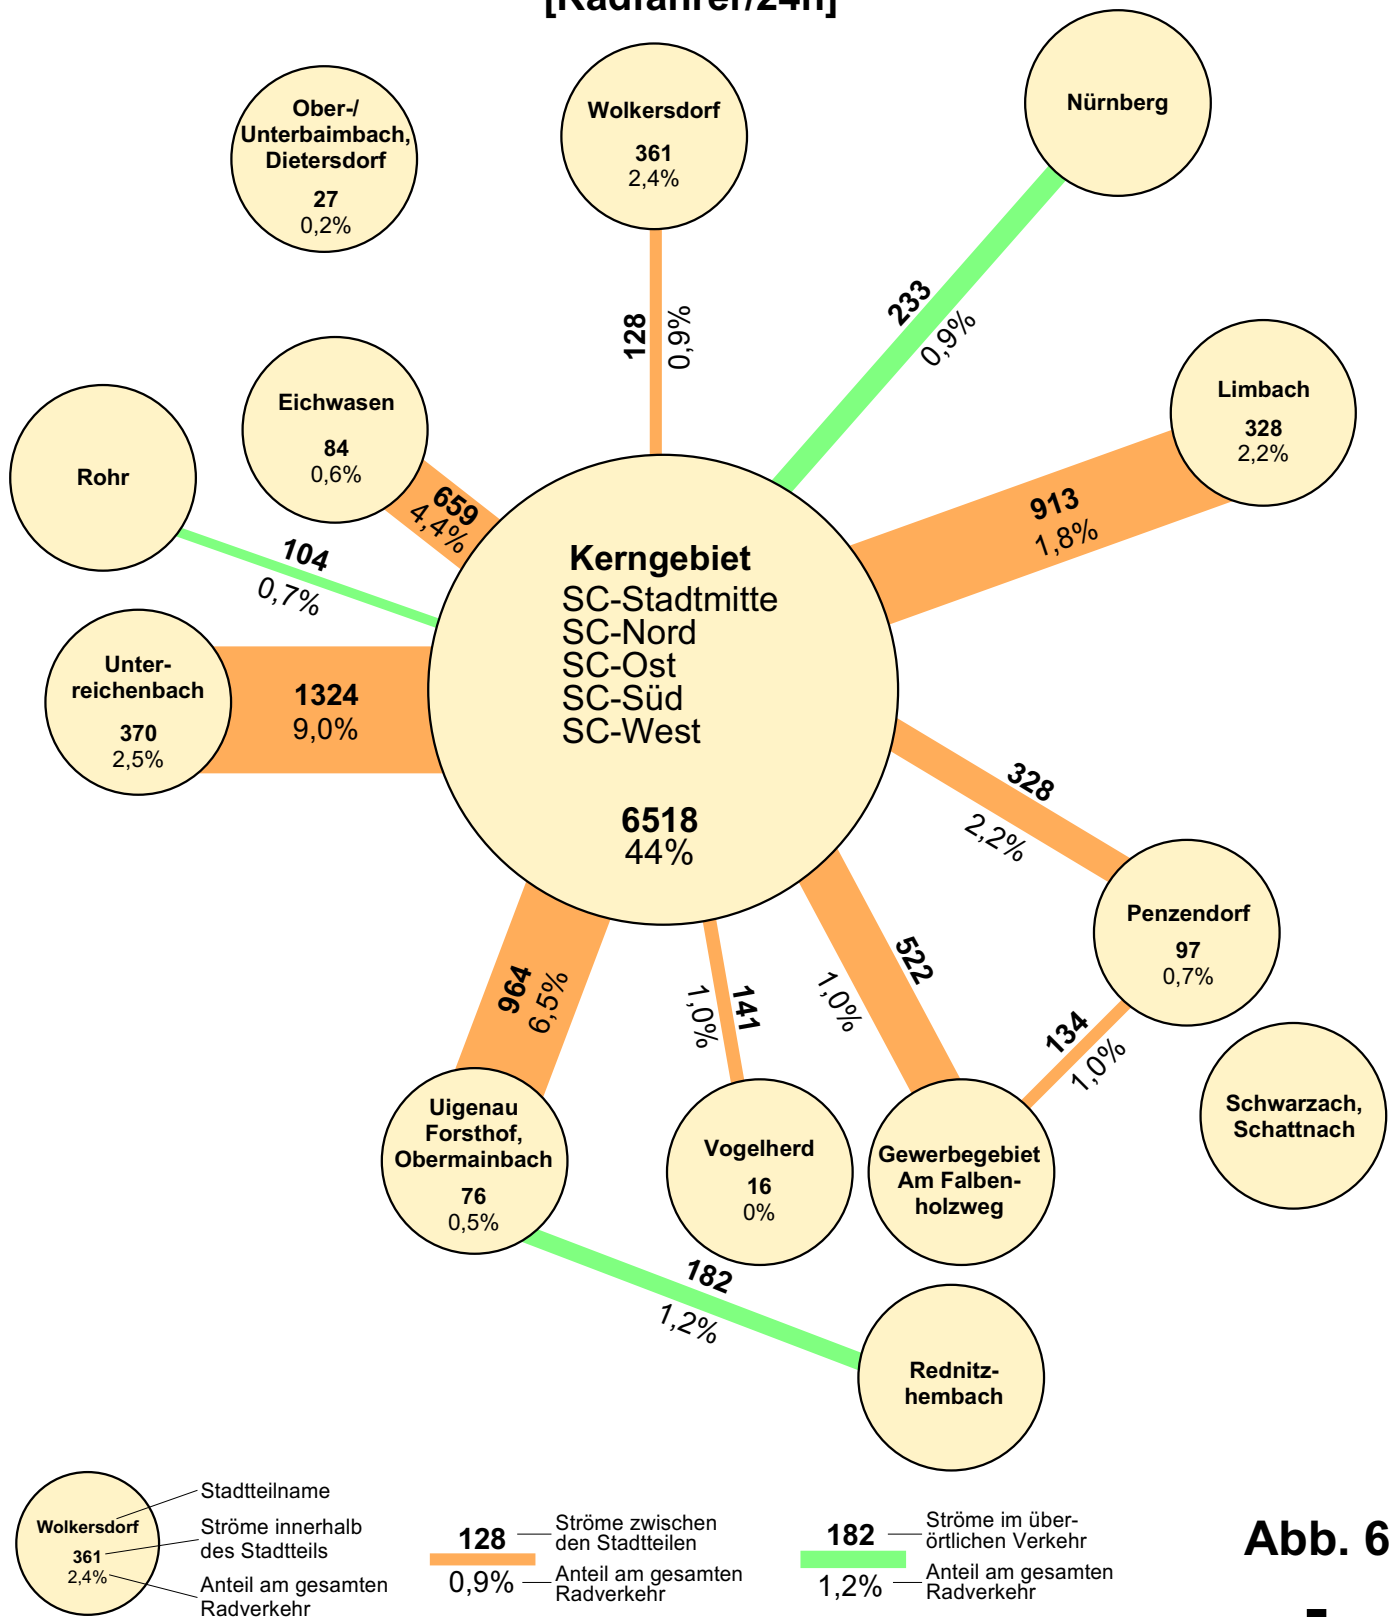 [Radfahrer/24h]
Ober-/
Unterbaimbach,
Dietersdorf
27
0,2%
Wolkersdorf
361
2,4%
Nürnberg
128
0,9%
233
0,9%
Eichwasen
84
0,6%
Rohr
659
4,4%
104
0,7%
Limbach
328
2,2%
913
1,8%
Kerngebiet
SC-Stadtmitte
SC-Nord
SC-Ost
SC-Süd
SC-West
6518
44%
Unter-
reichenbach
370
2,5%
1324
9,0%
328
2,2%
Penzendorf
97
0,7%
964
6,5%
141
1,0%
522
1,0%
134
1,0%
Schwarzach,
Schattnach
Uigenau
Forsthof,
Obermainbach
76
0,5%
Vogelherd
16
0%
Gewerbegebiet
Am Falben-
holzweg
182
1,2%
Rednitz-
hembach
Wolkersdorf
361
2,4%
Stadtteilname
Ströme innerhalb
des Stadtteils
Anteil am gesamten
Radverkehr
128
0,9%
Ströme zwischen
den Stadtteilen
Anteil am gesamten
Radverkehr
182
1,2%
Ströme im über-
örtlichen Verkehr
Anteil am gesamten
Radverkehr
Abb. 6